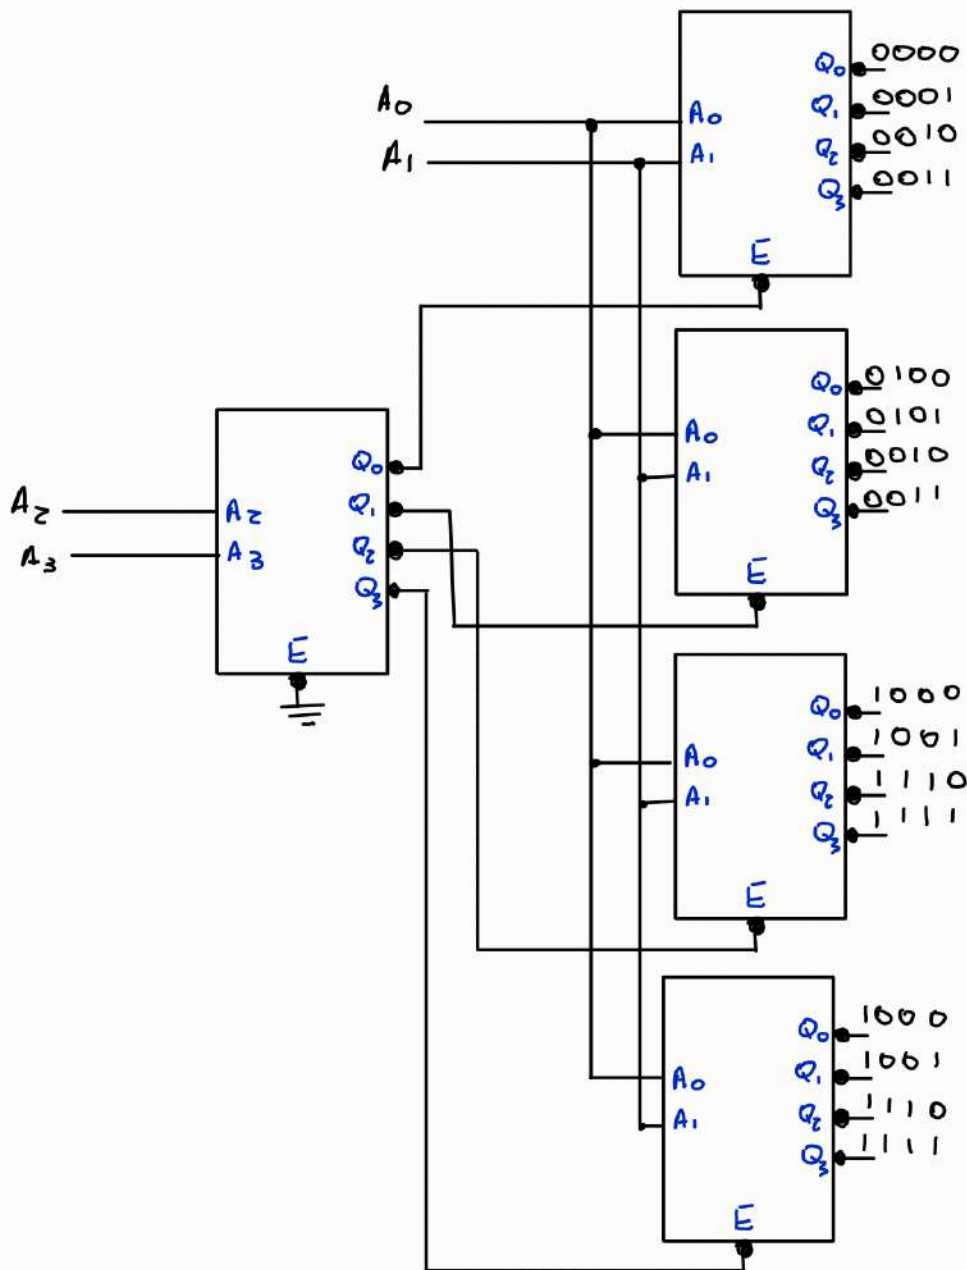 Q0 0000
A0 A0 Q1 0001
A1 A1 Q2 0010
Q3 0011
E
Q0 0100
A0 Q1 0101
A1 Q2 0010
Q3 0011
E
Q0
A2 A2 Q1
A3 A3 Q2
Q3
E
Q0 1000
A0 Q1 1001
A1 Q2 1110
Q3 1111
E
Q0 1000
A0 Q1 1001
A1 Q2 1110
Q3 1111
E